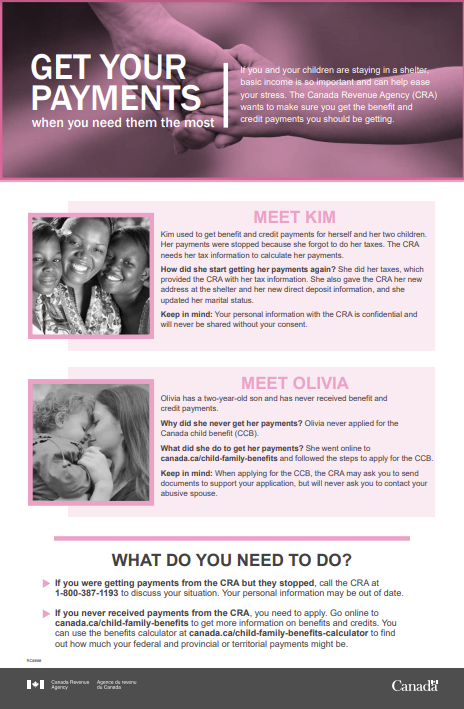 GET YOUR
PAYMENTS
when you need them the most
If you and your children are staying in a shelter,
basic income is so important and can help ease
your stress. The Canada Revenue Agency (CRA)
wants to make sure you get the benefit and
credit payments you should be getting.
MEET KIM
Kim used to get benefit and credit payments for herself and her two children.
Her payments were stopped because she forgot to do her taxes. The CRA
needs her tax information to calculate her payments.
How did she start getting her payments again? She did her taxes, which
provided the CRA with her tax information. She also gave the CRA her new
address at the shelter and her new direct deposit information, and she
updated her marital status.
Keep in mind: Your personal information with the CRA is confidential and
will never be shared without your consent.
MEET OLIVIA
Olivia has a two-year-old son and has never received benefit and
credit payments.
Why did she never get her payments? Olivia never applied for the
Canada child benefit (CCB).
What did she do to get her payments? She went online to
canada.ca/child-family-benefits and followed the steps to apply for the CCB.
Keep in mind: When applying for the CCB, the CRA may ask you to send
documents to support your application, but will never ask you to contact your
abusive spouse.
WHAT DO YOU NEED TO DO?
If you were getting payments from the CRA but they stopped, call the CRA at
1-800-387-1193 to discuss your situation. Your personal information may be out of date.
If you never received payments from the CRA, you need to apply. Go online to
canada.ca/child-family-benefits to get more information on benefits and credits. You
can use the benefits calculator at canada.ca/child-family-benefits-calculator to find
out how much your federal and provincial or territorial payments might be.
Canada Revenue Agence du revenu
Agency du Canada
Canada